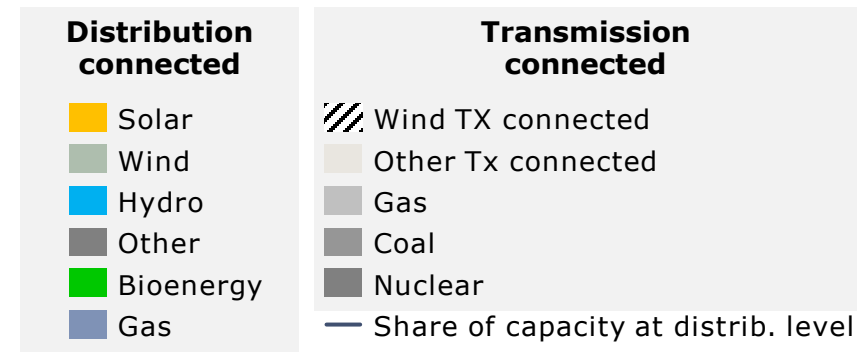 Distribution
connected
Solar
Wind
Hydro
Other
Bioenergy
Gas
Transmission
connected
Wind TX connected
Other Tx connected
Gas
Coal
Nuclear
Share of capacity at distrib. level